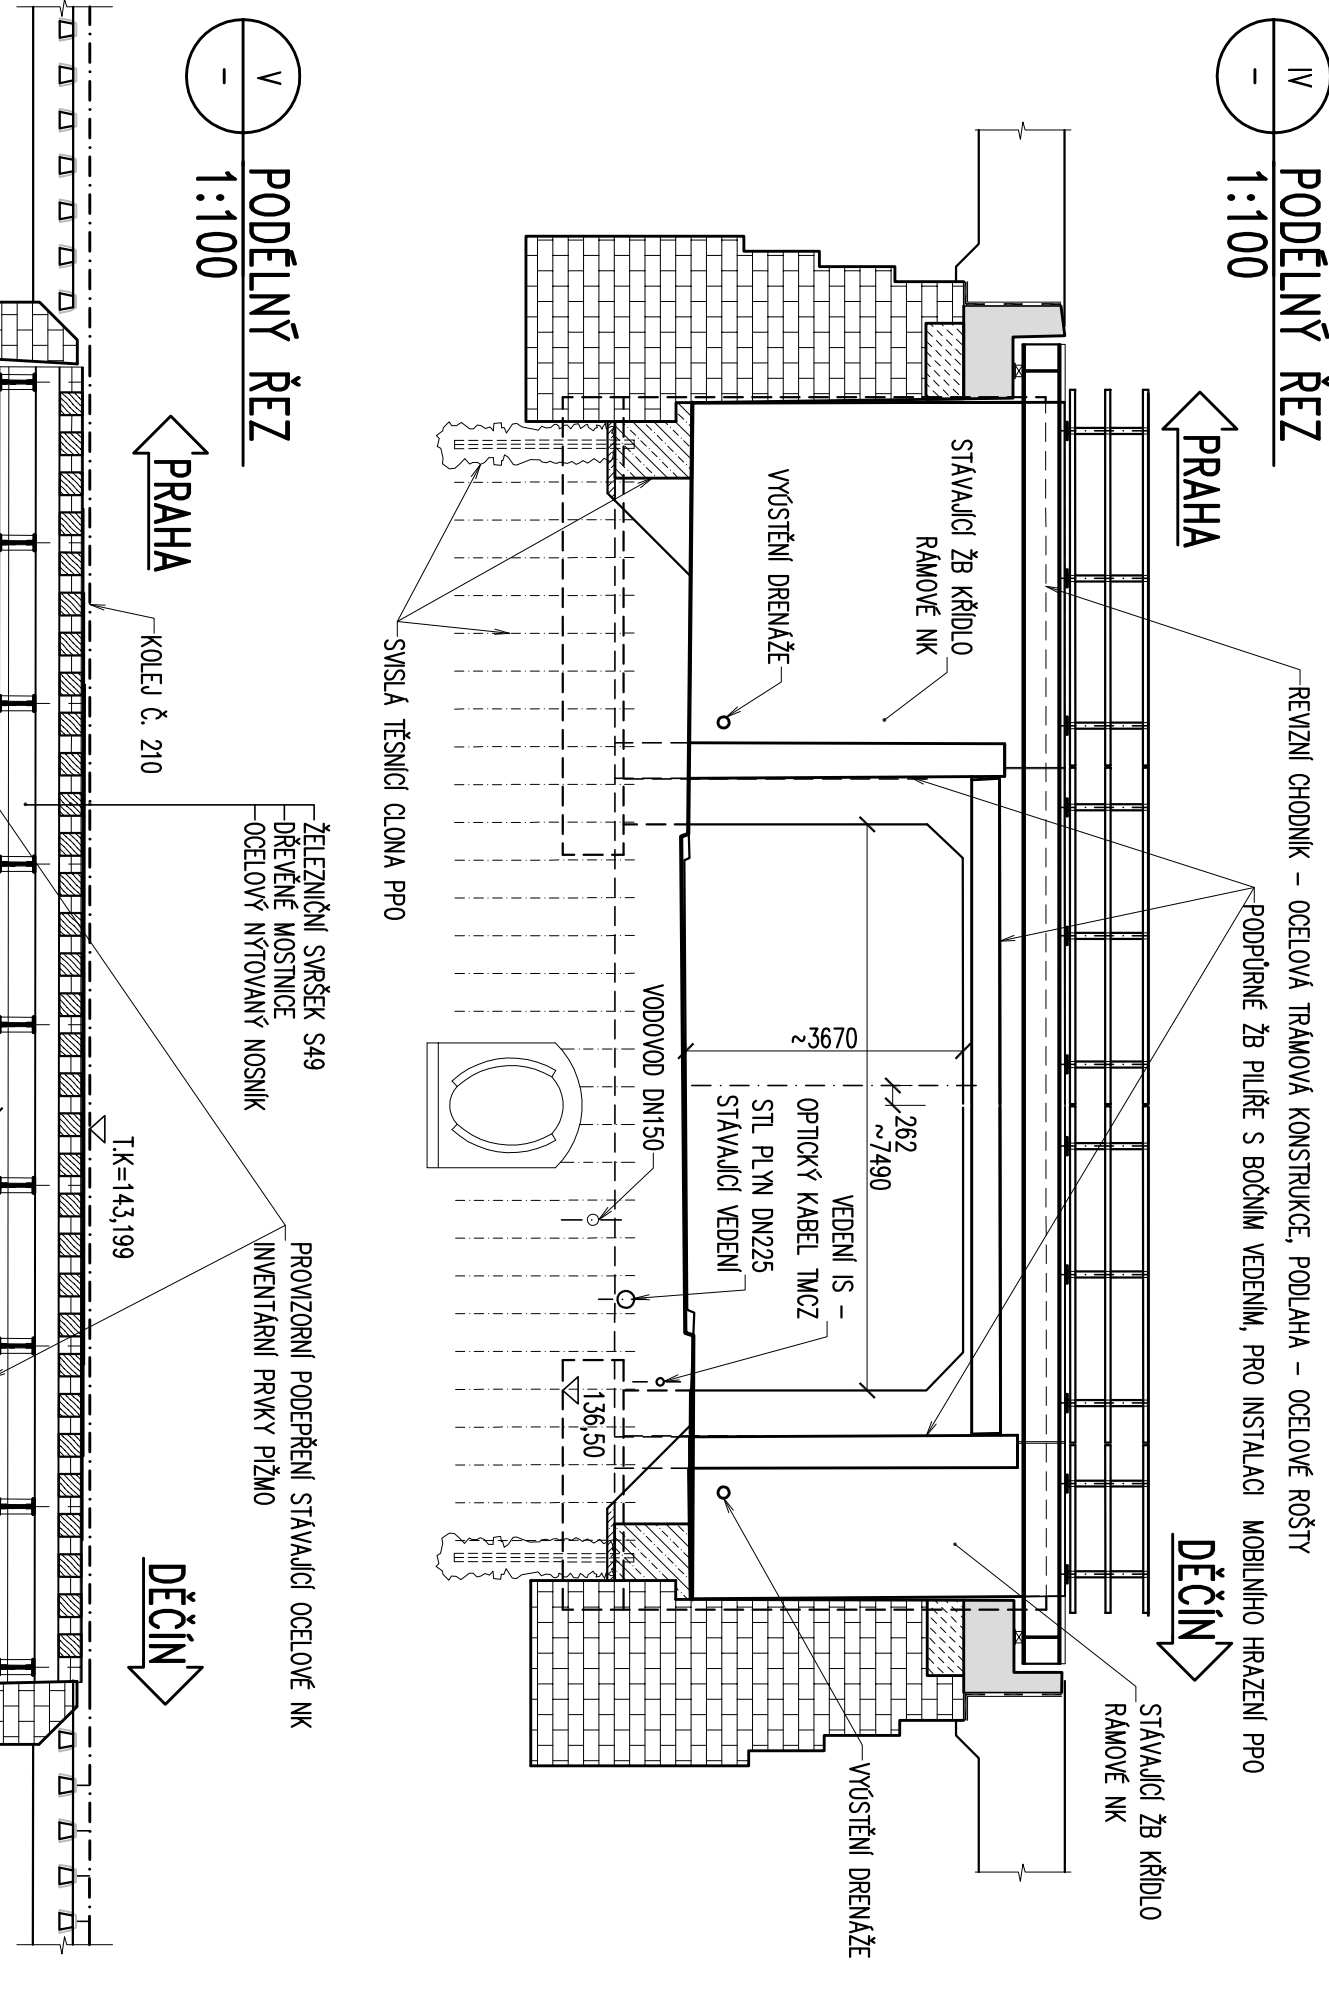 IV
-
PODÉLNÝ ŘEZ
1:100
PRAHA
DĚČÍN
REVIZNÍ CHODNÍK - OCELOVÁ TRÁMOVÁ KONSTRUKCE, PODLAHA - OCELOVÉ ROŠTY
PODPŮRNÉ ŽB PILÍŘE S BOČNÍM VEDENÍM, PRO INSTALACI MOBILNÍHO HRAZENÍ PPO
STÁVAJÍCÍ ŽB KŘÍDLO
RÁMOVÉ NK
STÁVAJÍCÍ ŽB KŘÍDLO
RÁMOVÉ NK
VYÚSTĚNÍ DRENÁŽE
VYÚSTĚNÍ DRENÁŽE
262
~7490
~3670
VEDENÍ IS -
OPTICKÝ KABEL TMCZ
STL PLYN DN225
STÁVAJÍCÍ VEDENÍ
VODOVOD DN150
136,50
SVISLÁ TĚSNÍCÍ CLONA PPO
V
-
PODÉLNÝ ŘEZ
1:100
PRAHA
DĚČÍN
KOLEJ Č. 210
ŽELEZNIČNÍ SVRŠEK S49
DŘEVĚNÉ MOSTNICE
OCELOVÝ NÝTOVANÝ NOSNÍK
T.K=143,199
PROVIZORNÍ PODEPŘENÍ STÁVAJÍCÍ OCELOVÉ NK
INVENTÁRNÍ PRVKY PIŽMO